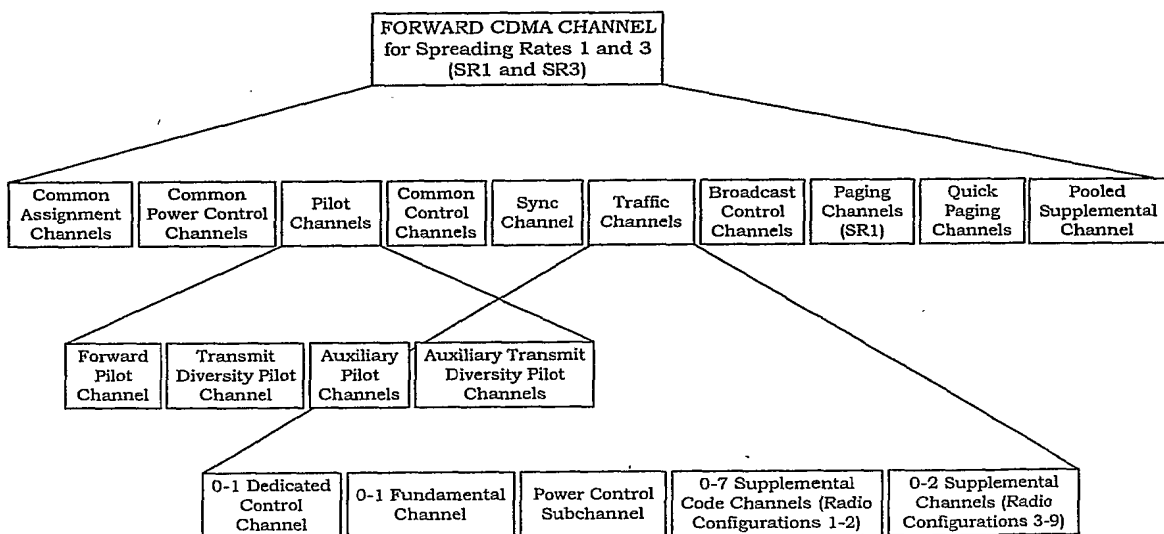 FORWARD CDMA CHANNEL
for Spreading Rates 1 and 3
(SR1 and SR3)
Common
Assignment
Channels
Common
Power Control
Channels
Pilot
Channels
Common
Control
Channels
Sync
Channel
Traffic
Channels
Broadcast
Control
Channels
Paging
Channels
(SR1)
Quick
Paging
Channels
Pooled
Supplemental
Channel
Forward
Pilot
Channel
Transmit
Diversity Pilot
Channel
Auxiliary
Pilot
Channels
Auxiliary Transmit
Diversity Pilot
Channels
0-1 Dedicated
Control
Channel
0-1 Fundamental
Channel
Power Control
Subchannel
0-7 Supplemental
Code Channels (Radio
Configurations 1-2)
0-2 Supplemental
Channels (Radio
Configurations 3-9)